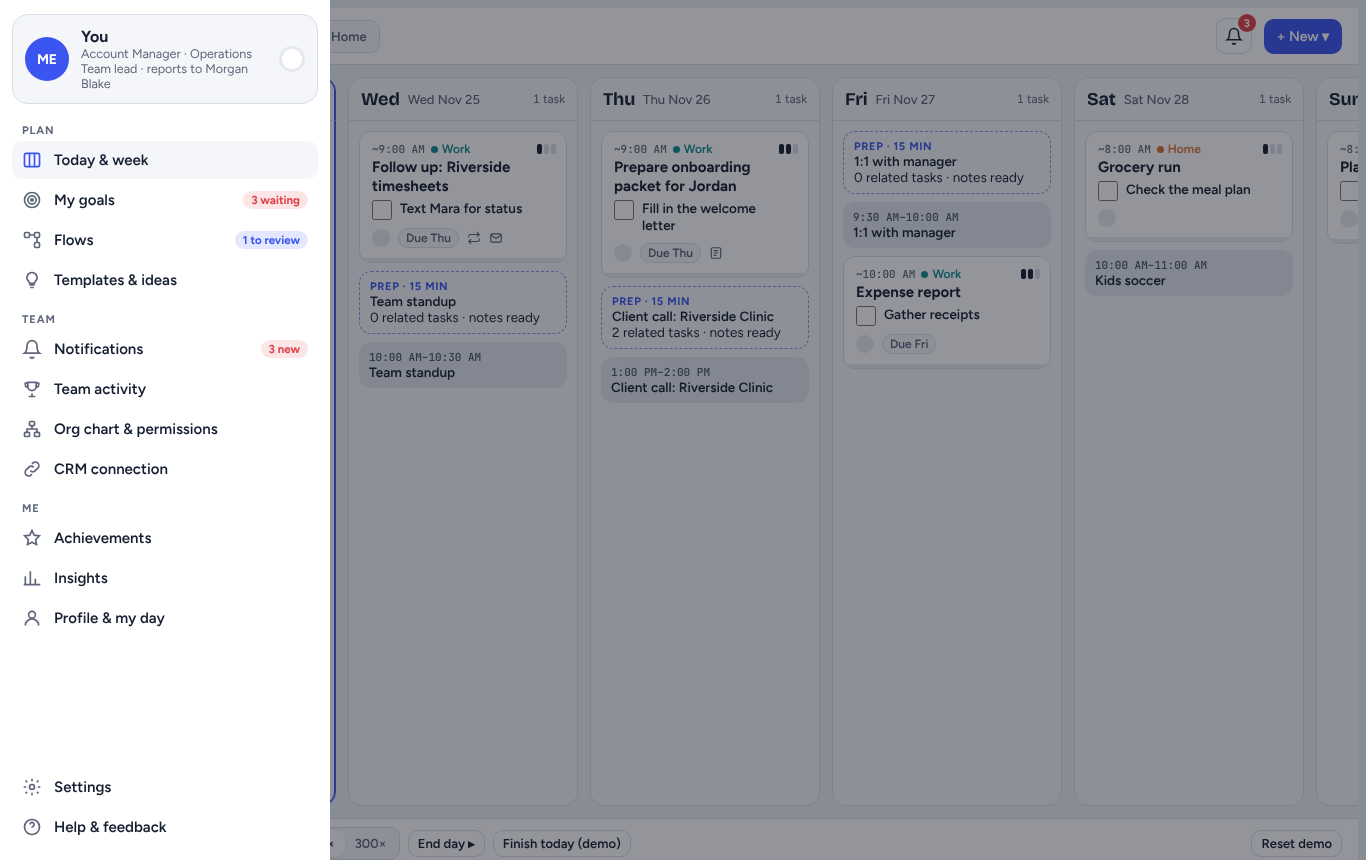 ME
You
Account Manager · Operations
Team lead · reports to Morgan
Blake
PLAN
Today & week
My goals
3 waiting
Flows
1 to review
Templates & ideas
TEAM
Notifications
3 new
Team activity
Org chart & permissions
CRM connection
ME
Achievements
Insights
Profile & my day
Settings
Help & feedback
Home
3
+ New ▾
Wed Wed Nov 25 1 task
~9:00 AM Work
Follow up: Riverside
timesheets
Text Mara for status
Due Thu
PREP · 15 MIN
Team standup
0 related tasks · notes ready
10:00 AM–10:30 AM
Team standup
Thu Thu Nov 26 1 task
~9:00 AM Work
Prepare onboarding
packet for Jordan
Fill in the welcome
letter
Due Thu
PREP · 15 MIN
Client call: Riverside Clinic
2 related tasks · notes ready
1:00 PM–2:00 PM
Client call: Riverside Clinic
Fri Fri Nov 27 1 task
PREP · 15 MIN
1:1 with manager
0 related tasks · notes ready
9:30 AM–10:00 AM
1:1 with manager
~10:00 AM Work
Expense report
Gather receipts
Due Fri
Sat Sat Nov 28 1 task
~8:00 AM Home
Grocery run
Check the meal plan
10:00 AM–11:00 AM
Kids soccer
Sun
~8:
Pla
300×
End day ▸
Finish today (demo)
Reset demo